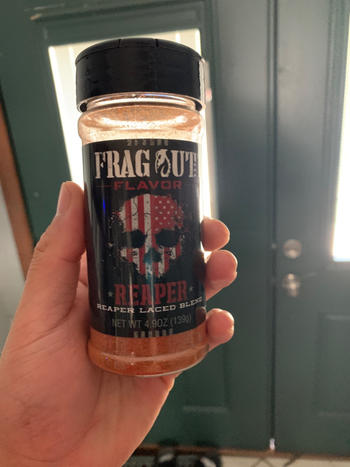 FRAG OUT
FLAVOR
REAPER
REAPER LACED BLEND
NET WT 4.9OZ (139g)